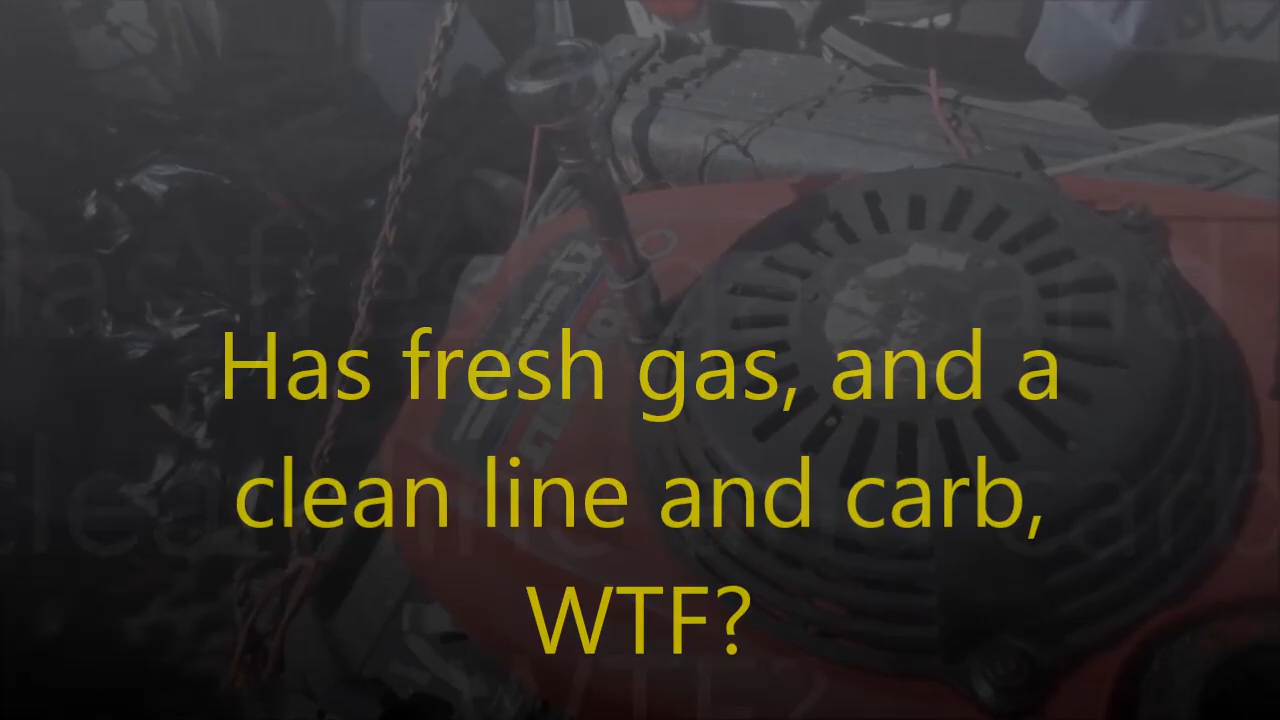 Has fresh gas, and a
clean line and carb,
WTF?